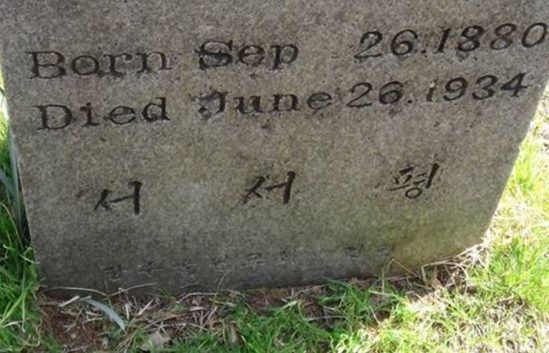 Born Sep 26.1880
Died June 26.1934
서 서 평